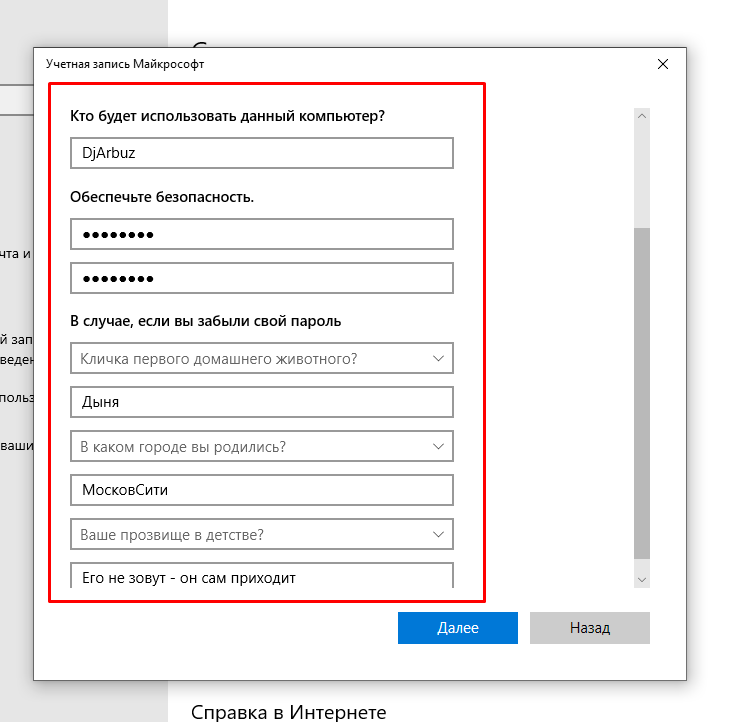 Учетная запись Майкрософт
Кто будет использовать данный компьютер?
DjArbuz
Обеспечьте безопасность.
●●●●●●●●
●●●●●●●●
В случае, если вы забыли свой пароль
Кличка первого домашнего животного?
Дыня
В каком городе вы родились?
МосковСити
Ваше прозвище в детстве?
Его не зовут - он сам приходит
Далее
Назад
чта и
й зап
веден
польз
ваши
Справка в Интернете